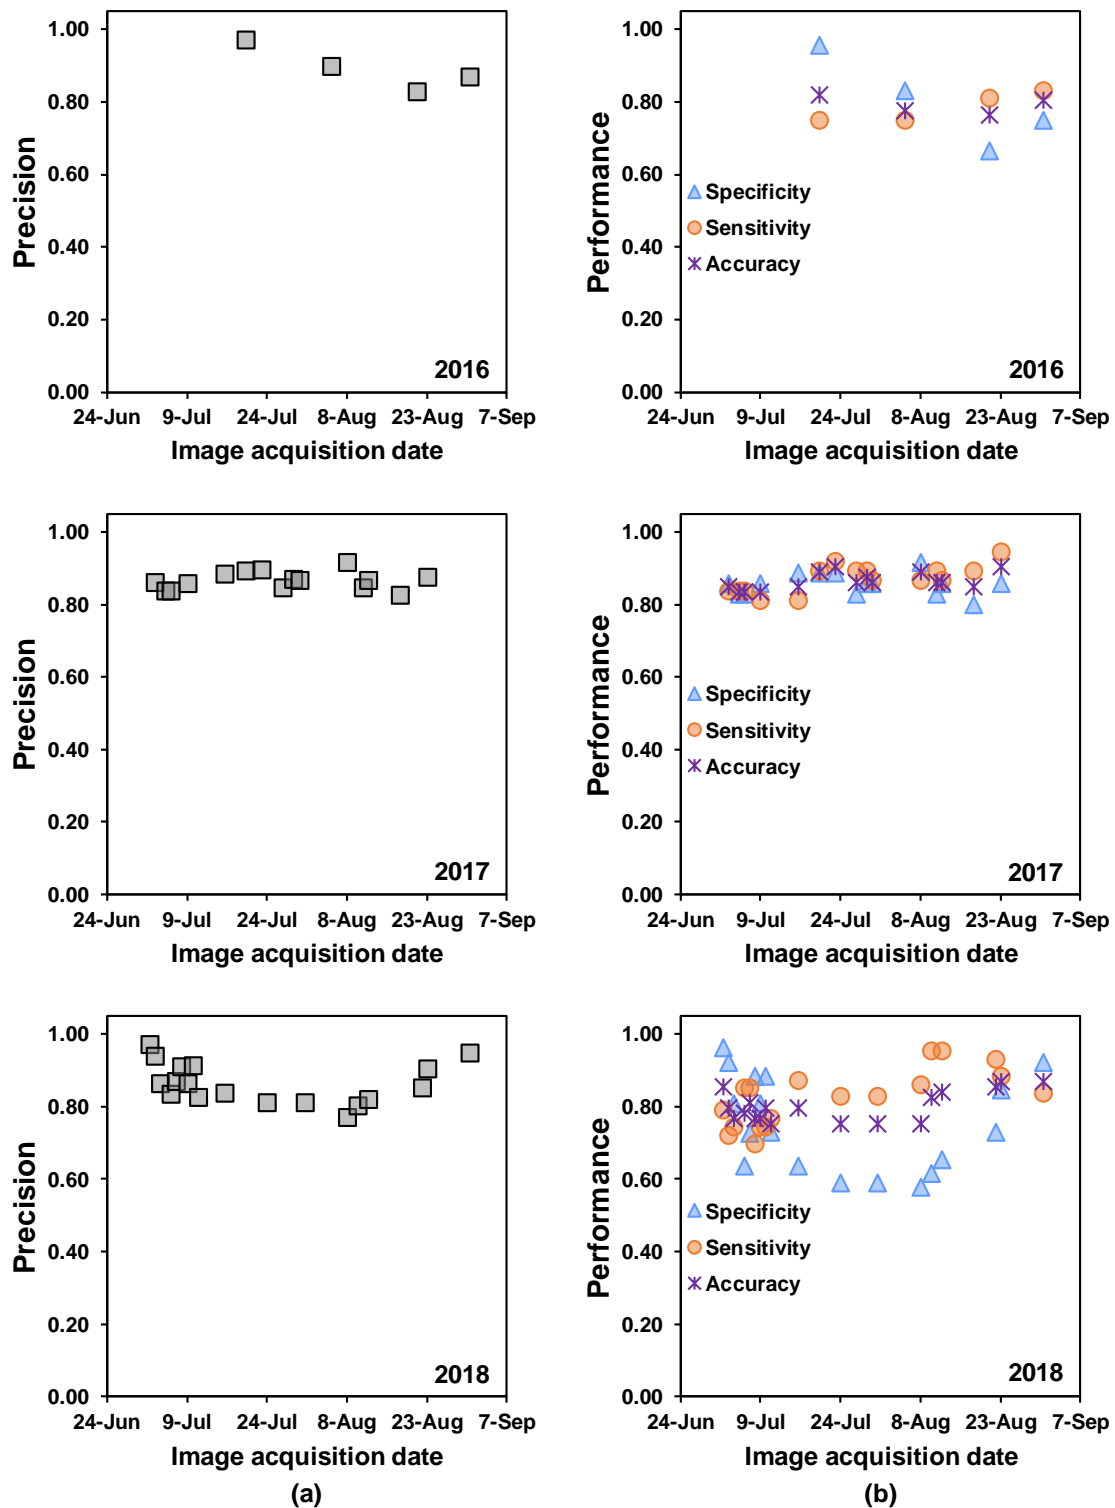 1.00
0.80
0.60
0.40
0.20
0.00
Precision
2016
24-Jun 9-Jul 24-Jul 8-Aug 23-Aug 7-Sep
Image acquisition date
1.00
0.80
0.60
0.40
0.20
0.00
Performance
Specificity
Sensitivity
Accuracy
2016
24-Jun 9-Jul 24-Jul 8-Aug 23-Aug 7-Sep
Image acquisition date
1.00
0.80
0.60
0.40
0.20
0.00
Precision
2017
24-Jun 9-Jul 24-Jul 8-Aug 23-Aug 7-Sep
Image acquisition date
1.00
0.80
0.60
0.40
0.20
0.00
Performance
Specificity
Sensitivity
Accuracy
2017
24-Jun 9-Jul 24-Jul 8-Aug 23-Aug 7-Sep
Image acquisition date
1.00
0.80
0.60
0.40
0.20
0.00
Precision
2018
24-Jun 9-Jul 24-Jul 8-Aug 23-Aug 7-Sep
Image acquisition date
(a)
1.00
0.80
0.60
0.40
0.20
0.00
Performance
Specificity
Sensitivity
Accuracy
2018
24-Jun 9-Jul 24-Jul 8-Aug 23-Aug 7-Sep
Image acquisition date
(b)